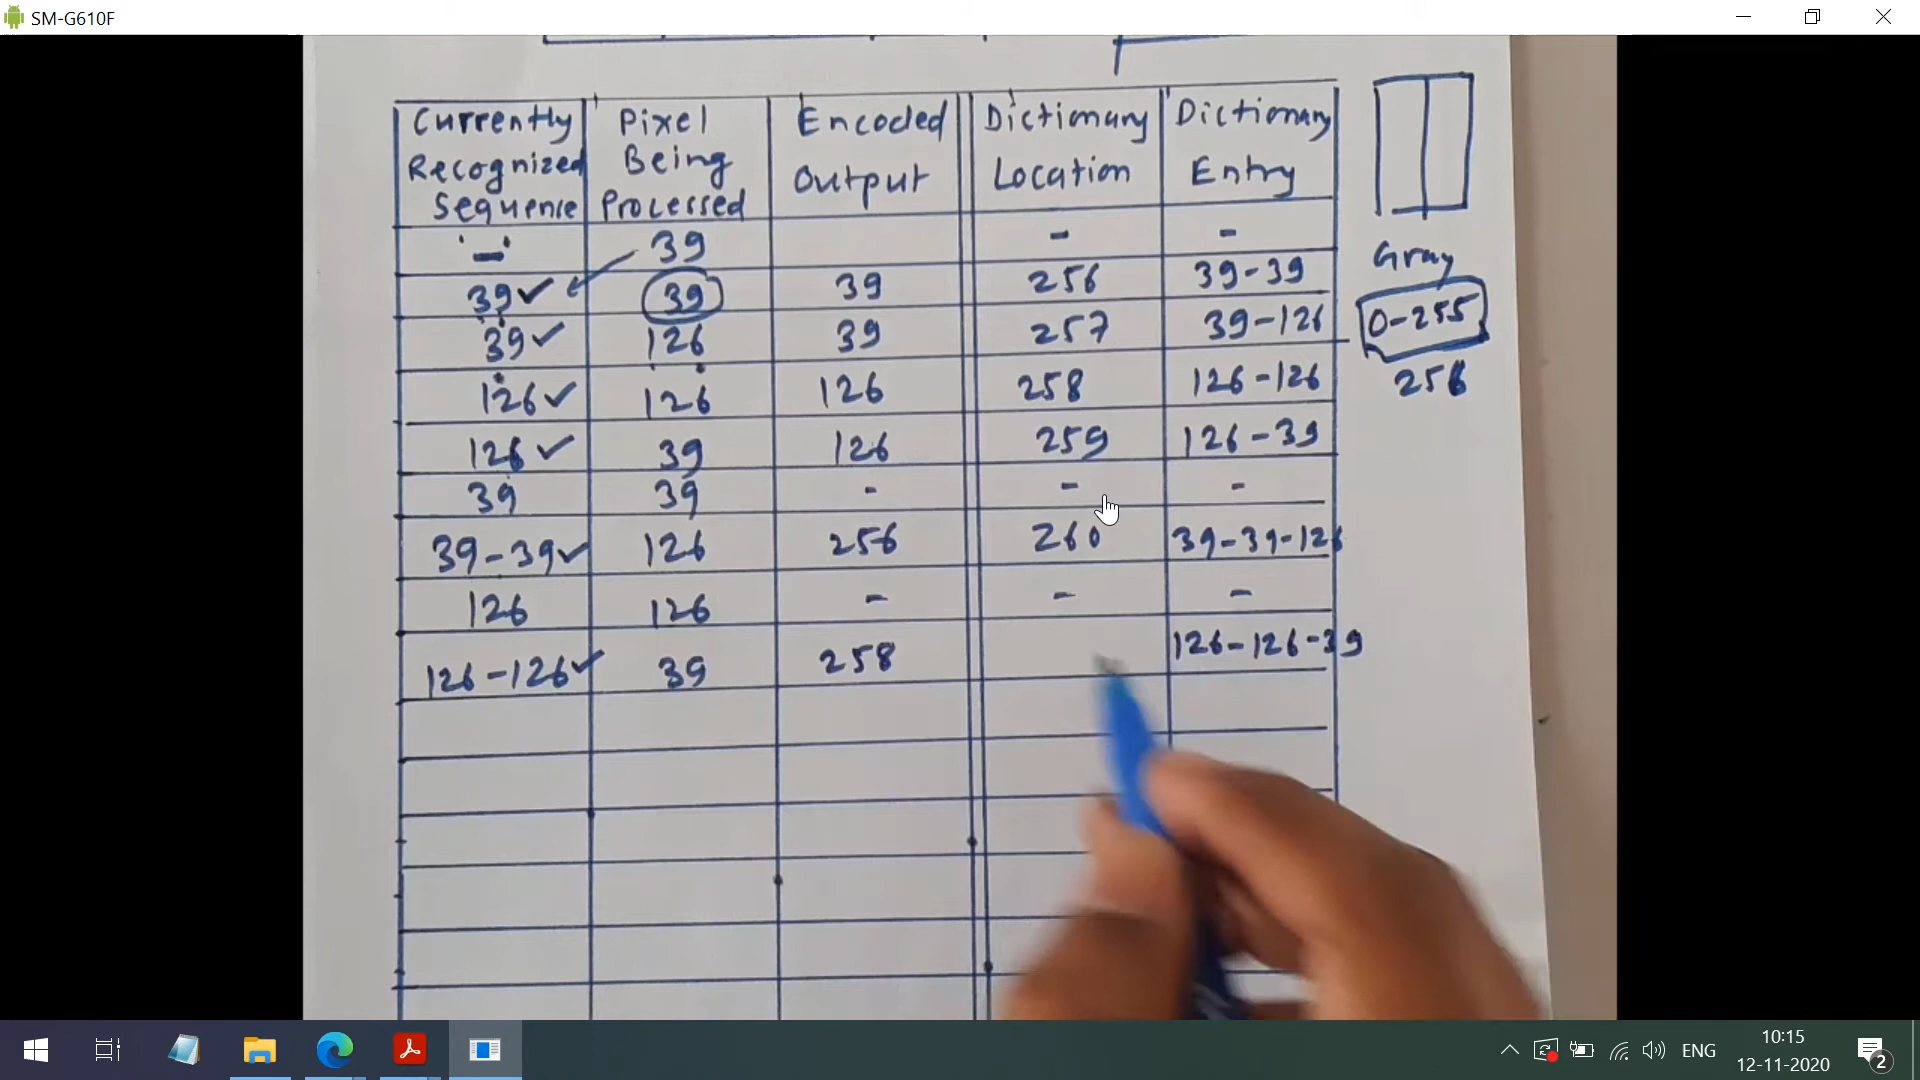 SM-G610F
Currently Recognized Sequence | Pixel Being Processed | Encoded Output | Dictionary Location | Dictionary Entry
- | 39 | | - | -
39✓ | 39 | 39 | 256 | 39-39
39✓ | 126 | 39 | 257 | 39-126
126✓ | 126 | 126 | 258 | 126-126
126✓ | 39 | 126 | 259 | 126-39
39 | 39 | - | - | -
39-39✓ | 126 | 256 | 260 | 39-39-126
126 | 126 | - | - | -
126-126✓ | 39 | 258 | | 126-126-39
Gray
0-255
256
ENG
10:15
12-11-2020
2